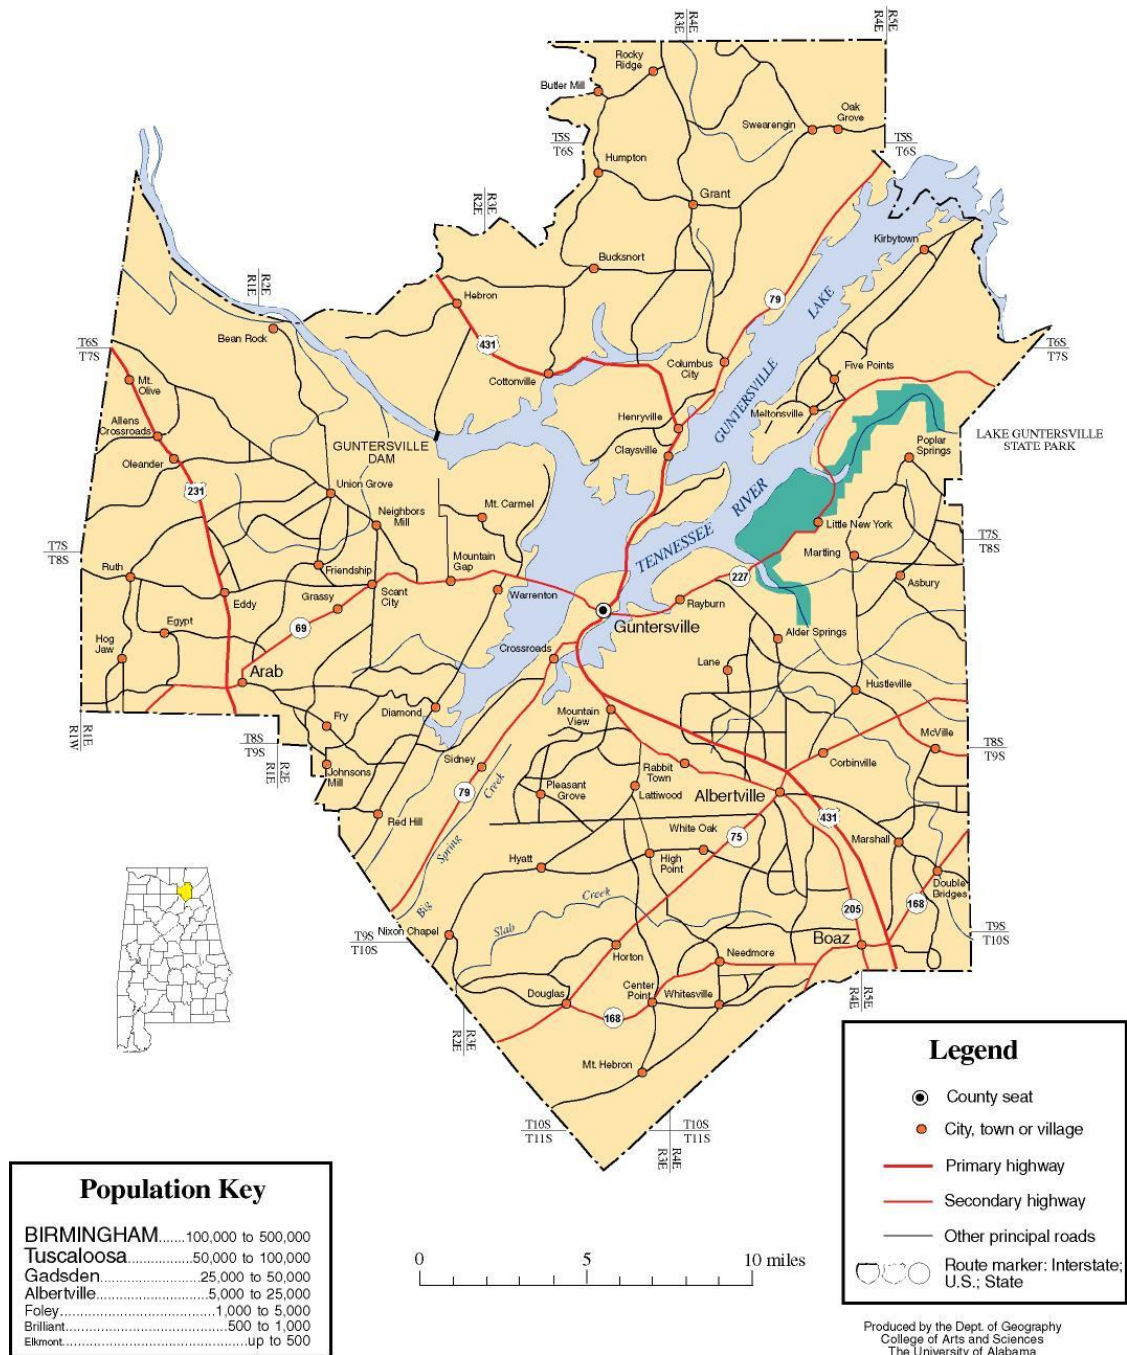 R3E
R4E
R4E
R5E
Rocky
Ridge
Butler Mill
Oak
Grove
Swearengin
T5S
T6S
T5S
T6S
Humpton
Grant
R2E
R3E
Kirbytown
Bucksnort
R1E
R2E
Hebron
79
LAKE
Bean Rock
431
T6S
T7S
T6S
T7S
Columbus
City
Five Points
Mt.
Olive
Cottonville
GUNTERSVILLE
Henryville
Meltonsville
Allens
Crossroads
GUNTERSVILLE
DAM
LAKE GUNTERSVILLE
STATE PARK
Claysville
Poplar
Springs
Oleander
231
Union Grove
RIVER
Mt. Carmel
Neighbors
Mill
Little New York
TENNESSEE
T7S
T8S
T7S
T8S
Mountain
Gap
Martling
Ruth
Friendship
227
Asbury
Eddy
Grassy
Scant
City
Warrenton
Rayburn
Egypt
69
Guntersville
Alder Springs
Hog
Jaw
Crossroads
Arab
Lane
Hustleville
Diamond
Mountain
View
Fry
R1E
R1W
T8S
T9S
R2E
R1E
McVille
T8S
T9S
Sidney
Rabbit
Town
Corbinville
Johnsons
Mill
79
Creek
Pleasant
Grove
Lattiwood
Albertville
Red Hill
431
White Oak
75
Marshall
Spring
Hyatt
High
Point
Double
Bridges
Big
Creek
205
168
Slab
Nixon Chapel
T9S
T10S
T9S
T10S
Boaz
Horton
Needmore
Douglas
Center
Point
Whitesville
R4E
R5E
168
R2E
R3E
Mt. Hebron
T10S
T11S
T10S
T11S
R3E
R4E
Legend
County seat
City, town or village
Primary highway
Secondary highway
Other principal roads
Route marker: Interstate;
U.S.; State
Population Key
BIRMINGHAM.......100,000 to 500,000
Tuscaloosa..................50,000 to 100,000
Gadsden........................25,000 to 50,000
Albertville.........................5,000 to 25,000
Foley..................................1,000 to 5,000
Brilliant...................................500 to 1,000
Elkmont.........................................up to 500
0 5 10 miles
Produced by the Dept. of Geography
College of Arts and Sciences
The University of Alabama